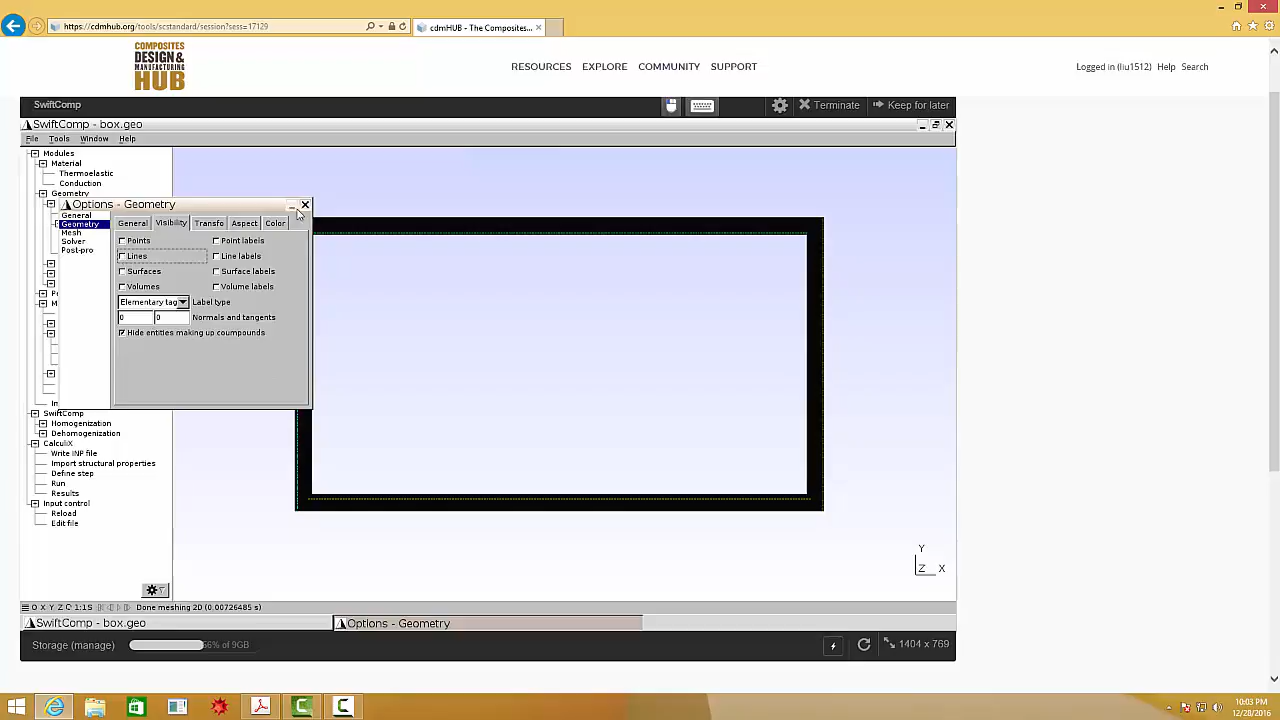 https://cdmhub.org/tools/scstandard/session?sess=17129
cdmHUB - The Composites...
COMPOSITES
DESIGN &
MANUFACTURING
HUB
RESOURCES EXPLORE COMMUNITY SUPPORT
Logged in (liu1512) Help Search
SwiftComp
Terminate
Keep for later
SwiftComp - box.geo
File Tools Window Help
Modules
Material
Thermoelastic
Conduction
Geometry
Options - Geometry
General
Geometry
Mesh
Solver
Post-pro
General Visibility Transfo Aspect Color
Points Point labels
Lines Line labels
Surfaces Surface labels
Volumes Volume labels
Elementary tag Label type
0 0 Normals and tangents
Hide entities making up coumpounds
SwiftComp
Homogenization
Dehomogenization
CalculiX
Write INP file
Import structural properties
Define step
Run
Results
Input control
Reload
Edit file
Y
Z X
O X Y Z 1:1 S Done meshing 2D (0.00726485 s)
SwiftComp - box.geo
Options - Geometry
Storage (manage) 56% of 9GB
1404 x 769
10:03 PM
12/28/2016